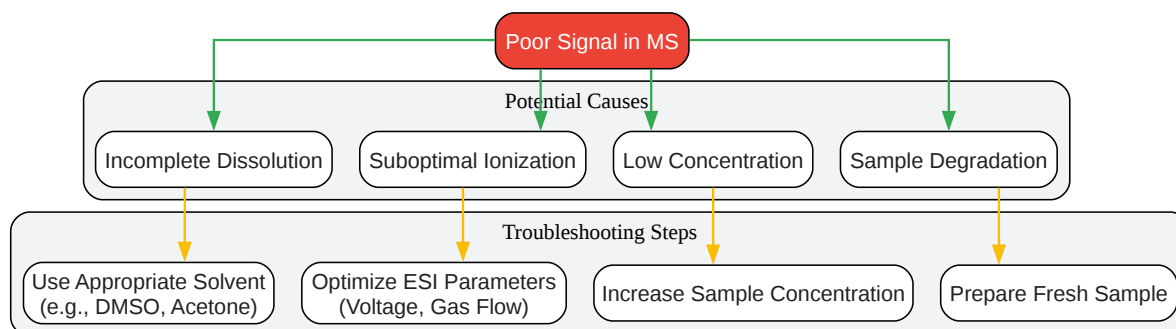 Poor Signal in MS
Potential Causes
Incomplete Dissolution
Suboptimal Ionization
Low Concentration
Sample Degradation
Troubleshooting Steps
Use Appropriate Solvent
(e.g., DMSO, Acetone)
Optimize ESI Parameters
(Voltage, Gas Flow)
Increase Sample Concentration
Prepare Fresh Sample